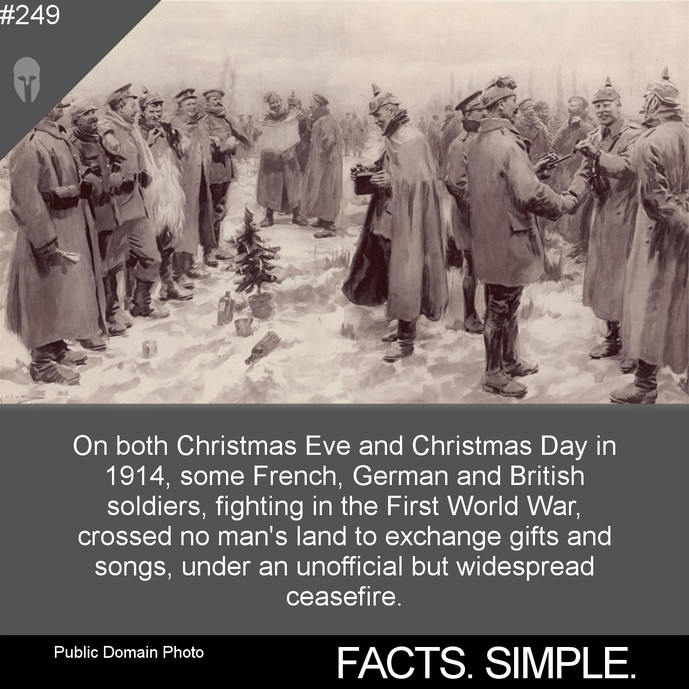 #249
On both Christmas Eve and Christmas Day in
1914, some French, German and British
soldiers, fighting in the First World War,
crossed no man's land to exchange gifts and
songs, under an unofficial but widespread
ceasefire.
Public Domain Photo
FACTS. SIMPLE.